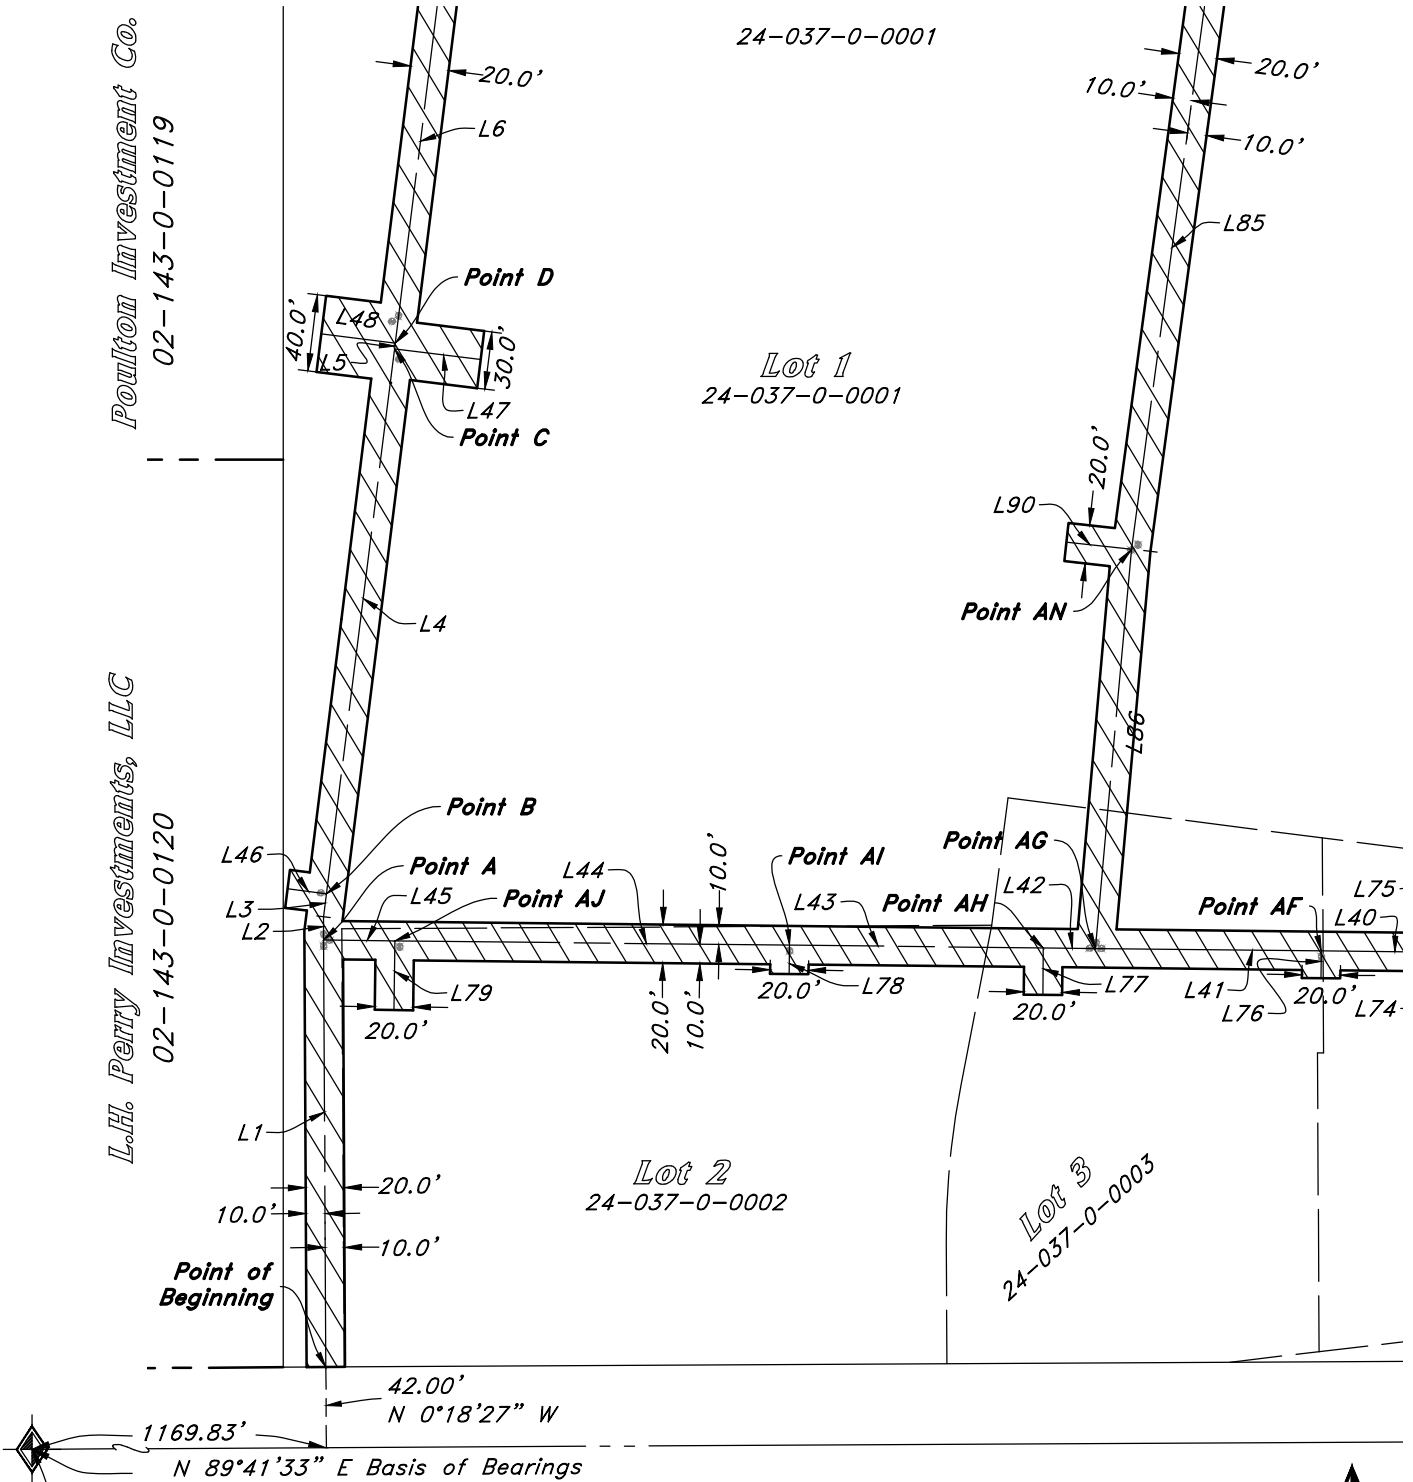 24-037-0-0001
20.0'
20.0'
10.0'
10.0'
L6
L85
Poulton Investment Co.
02-143-0-0119
Point D
40.0'
L48
L5
30.0'
L47
Point C
Lot 1
24-037-0-0001
20.0'
L90
Point AN
L4
L86
L.H. Perry Investments, LLC
02-143-0-0120
Point B
L46
Point A
L45
L44
10.0'
Point AI
Point AG
L42
L75
L3
L2
Point AJ
L43
Point AH
Point AF
L40
L79
20.0'
20.0'
10.0'
20.0'
L78
L77
20.0'
L41
L76
20.0'
L74
L1
20.0'
10.0'
10.0'
Lot 2
24-037-0-0002
Lot 3
24-037-0-0003
Point of
Beginning
42.00'
N 0°18'27" W
1169.83'
N 89°41'33" E Basis of Bearings